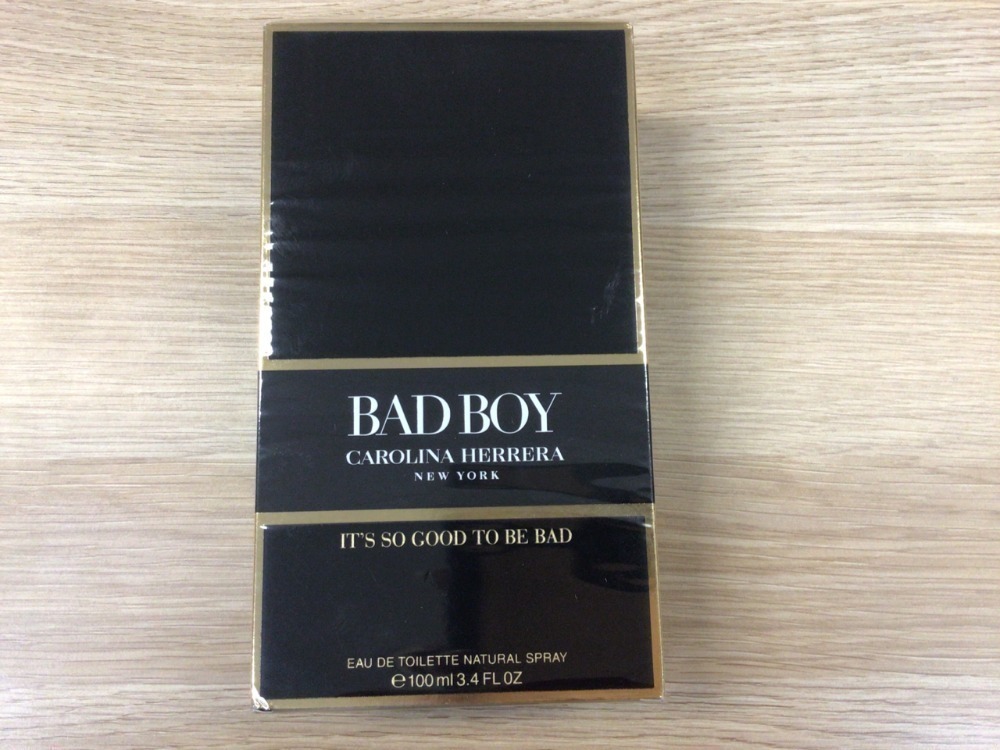 BAD BOY
CAROLINA HERRERA
NEW YORK
IT'S SO GOOD TO BE BAD
EAU DE TOILETTE NATURAL SPRAY
℮100 ml 3.4 FL OZ